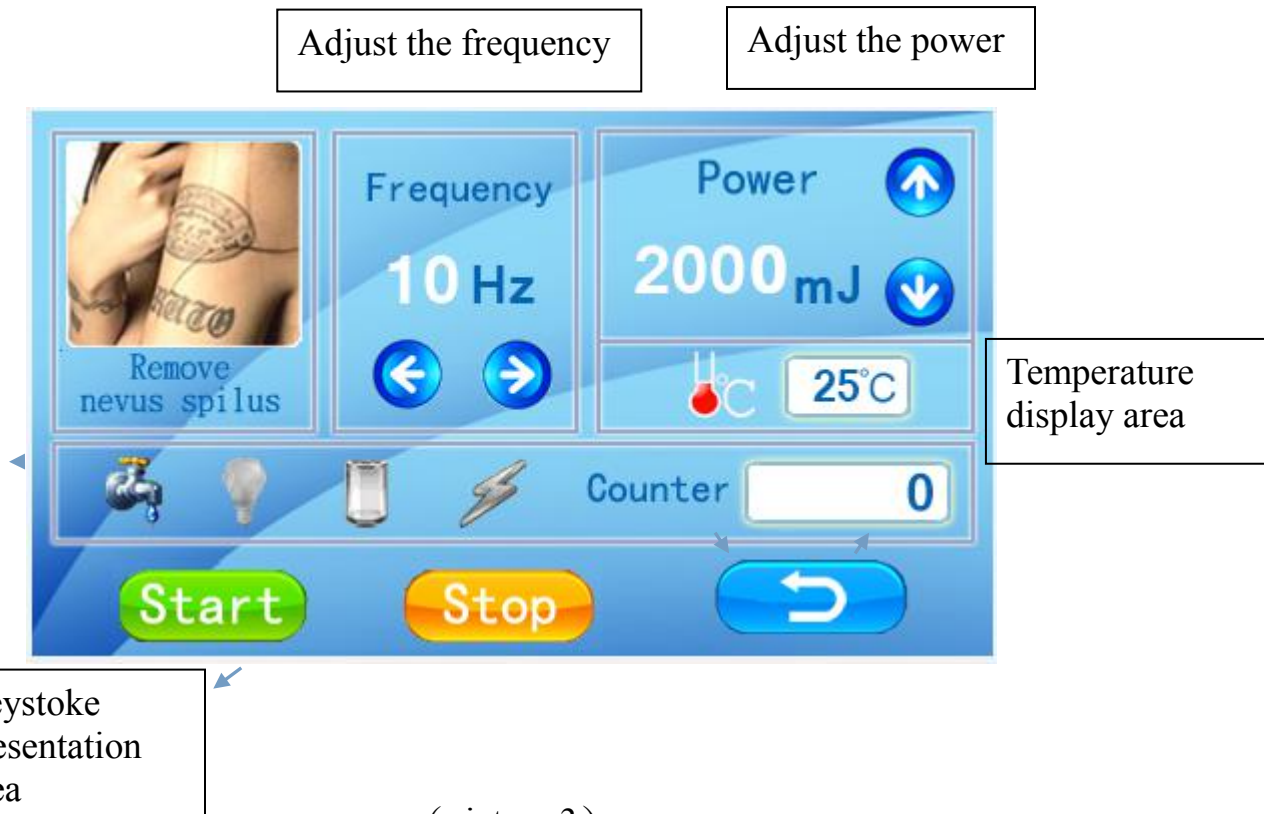 Adjust the frequency
Adjust the power
Frequency
10 Hz
Power
2000 mJ
Remove
nevus spilus
°C
25°C
Temperature
display area
Counter
0
Start
Stop
eystoke
esentation
ea